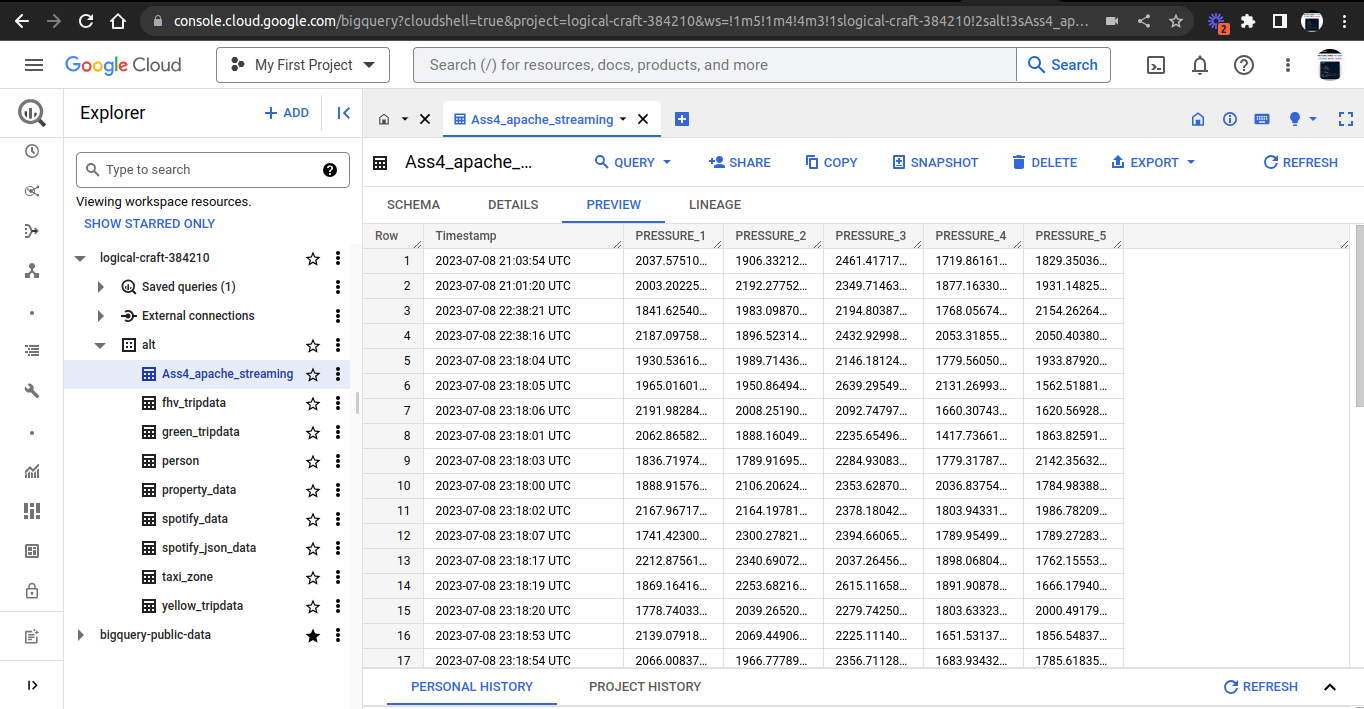 console.cloud.google.com/bigquery?cloudshell=true&project=logical-craft-384210&ws=!1m5!1m4!4m3!1slogical-craft-384210!2salt!3sAss4_ap...
2
Google Cloud
My First Project
Search (/) for resources, docs, products, and more
Search
Explorer
+ ADD
Type to search
Viewing workspace resources.
SHOW STARRED ONLY
logical-craft-384210
Saved queries (1)
External connections
alt
Ass4_apache_streaming
fhv_tripdata
green_tripdata
person
property_data
spotify_data
spotify_json_data
taxi_zone
yellow_tripdata
bigquery-public-data
Ass4_apache_streaming
Ass4_apache_...
QUERY SHARE COPY SNAPSHOT DELETE EXPORT REFRESH
SCHEMA DETAILS PREVIEW LINEAGE
Row Timestamp PRESSURE_1 PRESSURE_2 PRESSURE_3 PRESSURE_4 PRESSURE_5
1 2023-07-08 21:03:54 UTC 2037.57510... 1906.33212... 2461.41717... 1719.86161... 1829.35036...
2 2023-07-08 21:01:20 UTC 2003.20225... 2192.27752... 2349.71463... 1877.16330... 1931.14825...
3 2023-07-08 22:38:21 UTC 1841.62540... 1983.09870... 2194.80387... 1768.05674... 2154.26264...
4 2023-07-08 22:38:16 UTC 2187.09758... 1896.52314... 2432.92998... 2053.31855... 2050.40380...
5 2023-07-08 23:18:04 UTC 1930.53616... 1989.71436... 2146.18124... 1779.56050... 1933.87920...
6 2023-07-08 23:18:05 UTC 1965.01601... 1950.86494... 2639.29549... 2131.26993... 1562.51881...
7 2023-07-08 23:18:06 UTC 2191.98284... 2008.25190... 2092.74797... 1660.30743... 1620.56928...
8 2023-07-08 23:18:01 UTC 2062.86582... 1888.16049... 2235.65496... 1417.73661... 1863.82591...
9 2023-07-08 23:18:03 UTC 1836.71974... 1789.91695... 2284.93083... 1779.31787... 2142.35632...
10 2023-07-08 23:18:00 UTC 1888.91576... 2106.20624... 2353.62870... 2036.83754... 1784.98388...
11 2023-07-08 23:18:02 UTC 2167.96717... 2164.19781... 2378.18042... 1803.94331... 1986.78209...
12 2023-07-08 23:18:07 UTC 1741.42300... 2300.27821... 2394.66065... 1789.95499... 1789.27283...
13 2023-07-08 23:18:17 UTC 2212.87561... 2340.69072... 2037.26456... 1898.06804... 1762.15553...
14 2023-07-08 23:18:19 UTC 1869.16416... 2253.68216... 2615.11658... 1891.90878... 1666.17940...
15 2023-07-08 23:18:20 UTC 1778.74033... 2039.26520... 2279.74250... 1803.63323... 2000.49179...
16 2023-07-08 23:18:53 UTC 2139.07918... 2069.44906... 2225.11140... 1651.53137... 1856.54837...
17 2023-07-08 23:18:54 UTC 2066.00837... 1966.77789... 2356.71128... 1683.93432... 1785.61835...
PERSONAL HISTORY PROJECT HISTORY REFRESH